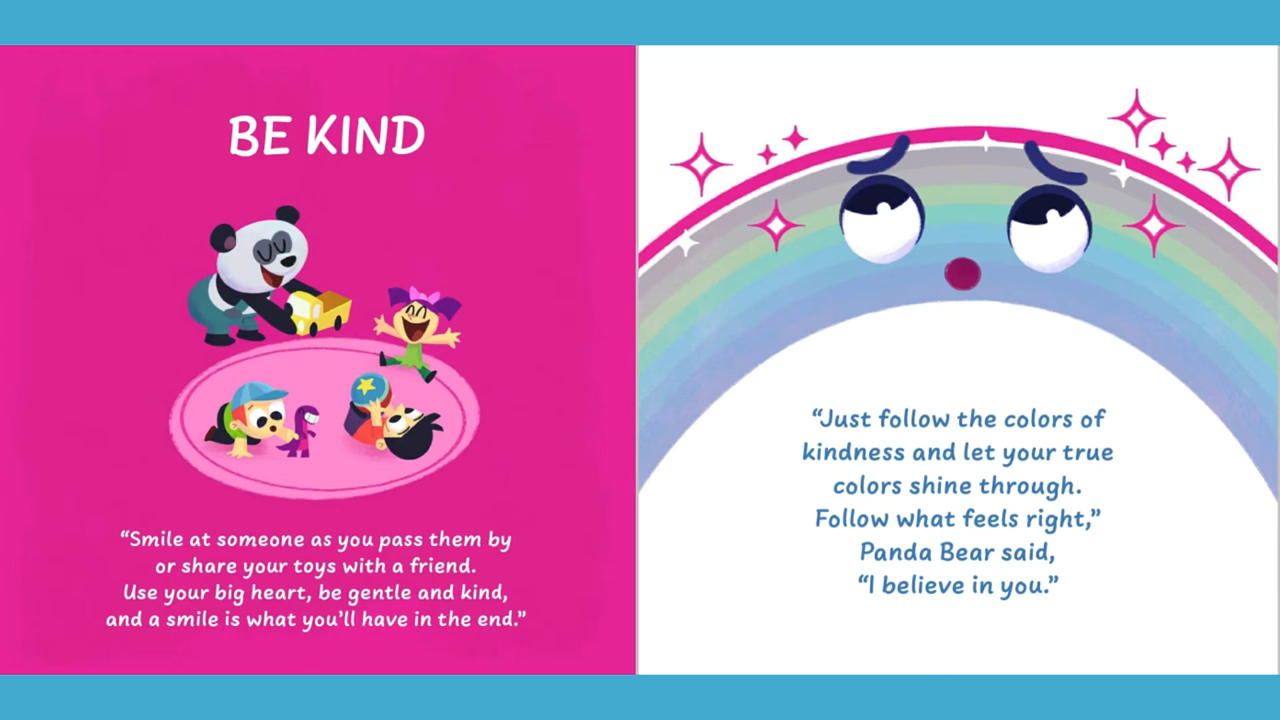 BE KIND
“Smile at someone as you pass them by
or share your toys with a friend.
Use your big heart, be gentle and kind,
and a smile is what you’ll have in the end.”
“Just follow the colors of
kindness and let your true
colors shine through.
Follow what feels right,”
Panda Bear said,
“I believe in you.”